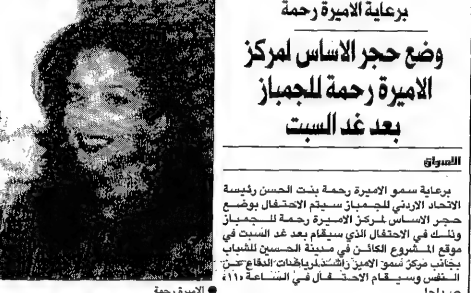 برعاية الاميرة رحمة
وضع حجر الاساس لمركز
الاميرة رحمة للجمباز
بعد غد السبت
الاسواق
برعاية سمو الاميرة رحمة بنت الحسن رئيسة
الاتحاد الاردني للجمباز سيتم الاحتفال بوضع
حجر الاساس لمركز الاميرة رحمة للجمباز
وذلك في الاحتفال الذي سيقام بعد غد السبت في
موقع المشروع الكائن في مدينة الحسين للشباب
بجانب مركز سمو الامير راشد لرياضات الدفاع عن
النفس وسيقام الاحتفال في الساعة «١١»
صباحا
● الاميرة رحمة